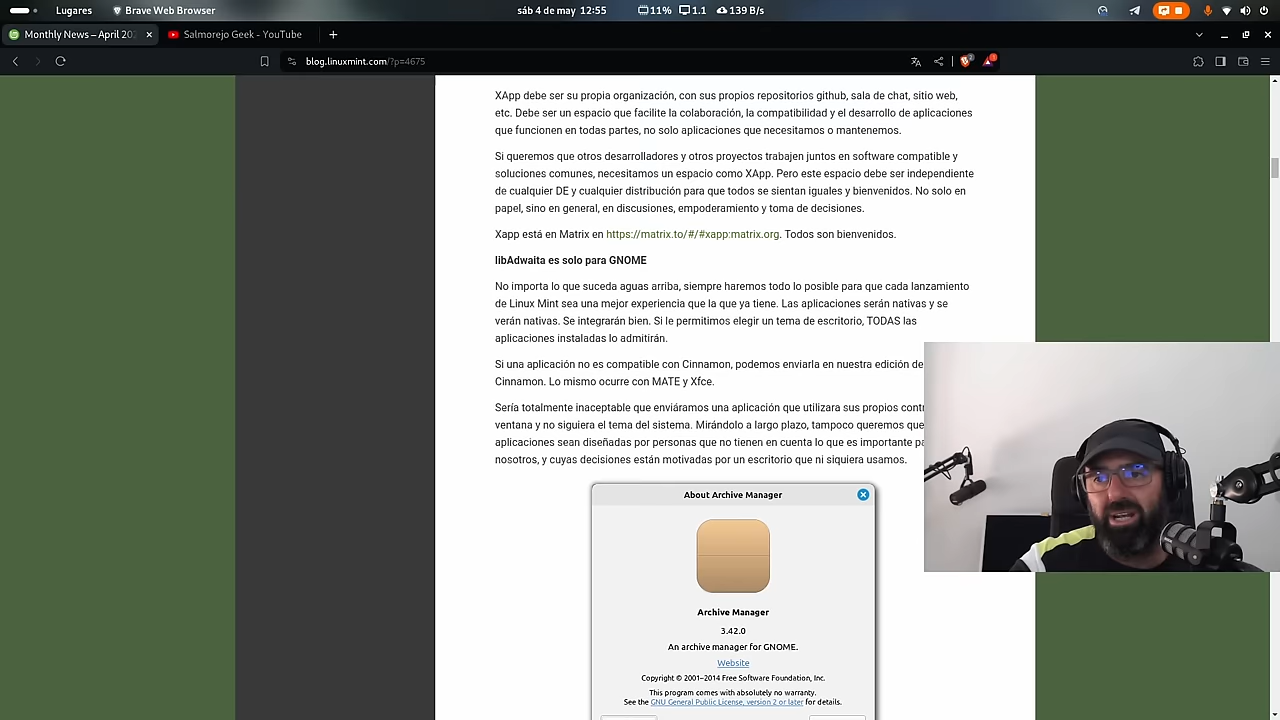 Lugares
Brave Web Browser
sáb 4 de may 12:55
11%
1.1
139 B/s
Monthly News – April 202
Salmorejo Geek - YouTube
blog.linuxmint.com/?p=4675
XApp debe ser su propia organización, con sus propios repositorios github, sala de chat, sitio web,
etc. Debe ser un espacio que facilite la colaboración, la compatibilidad y el desarrollo de aplicaciones
que funcionen en todas partes, no solo aplicaciones que necesitamos o mantenemos.
Si queremos que otros desarrolladores y otros proyectos trabajen juntos en software compatible y
soluciones comunes, necesitamos un espacio como XApp. Pero este espacio debe ser independiente
de cualquier DE y cualquier distribución para que todos se sientan iguales y bienvenidos. No solo en
papel, sino en general, en discusiones, empoderamiento y toma de decisiones.
Xapp está en Matrix en https://matrix.to/#/#xapp:matrix.org. Todos son bienvenidos.
libAdwaita es solo para GNOME
No importa lo que suceda aguas arriba, siempre haremos todo lo posible para que cada lanzamiento
de Linux Mint sea una mejor experiencia que la que ya tiene. Las aplicaciones serán nativas y se
verán nativas. Se integrarán bien. Si le permitimos elegir un tema de escritorio, TODAS las
aplicaciones instaladas lo admitirán.
Si una aplicación no es compatible con Cinnamon, podemos enviarla en nuestra edición de
Cinnamon. Lo mismo ocurre con MATE y Xfce.
Sería totalmente inaceptable que enviáramos una aplicación que utilizara sus propios cont
ventana y no siguiera el tema del sistema. Mirándolo a largo plazo, tampoco queremos que
aplicaciones sean diseñadas por personas que no tienen en cuenta lo que es importante pa
nosotros, y cuyas decisiones están motivadas por un escritorio que ni siquiera usamos.
About Archive Manager
Archive Manager
3.42.0
An archive manager for GNOME.
Website
Copyright © 2001–2014 Free Software Foundation, Inc.
This program comes with absolutely no warranty.
See the GNU General Public License, version 2 or later for details.